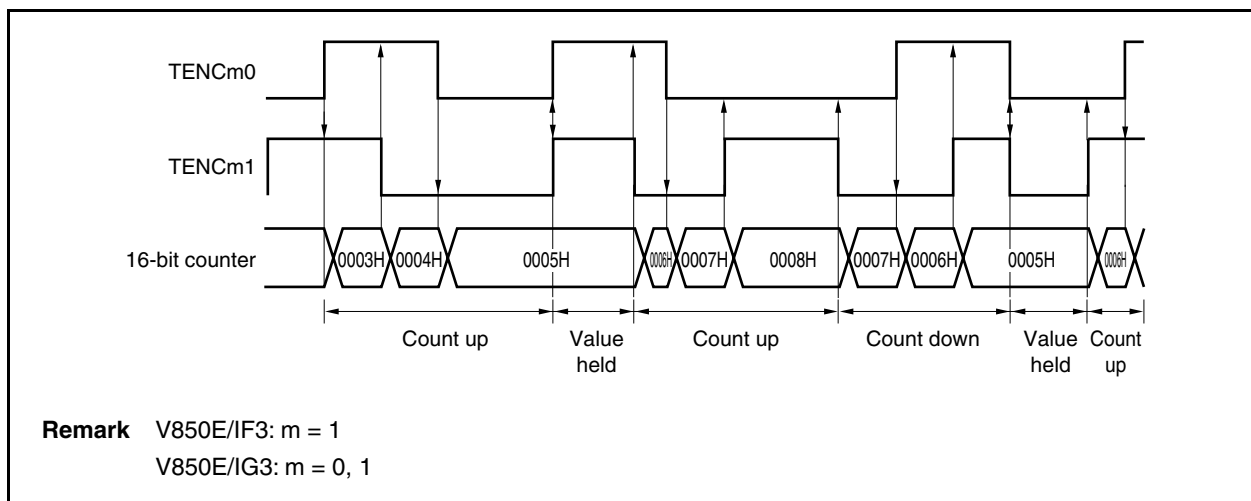 TENCm0
TENCm1
16-bit counter
0003H 0004H 0005H 0006H 0007H 0008H 0007H 0006H 0005H 0006H
Count up Value held Count up Count down Value held Count up
Remark V850E/IF3: m = 1
V850E/IG3: m = 0, 1